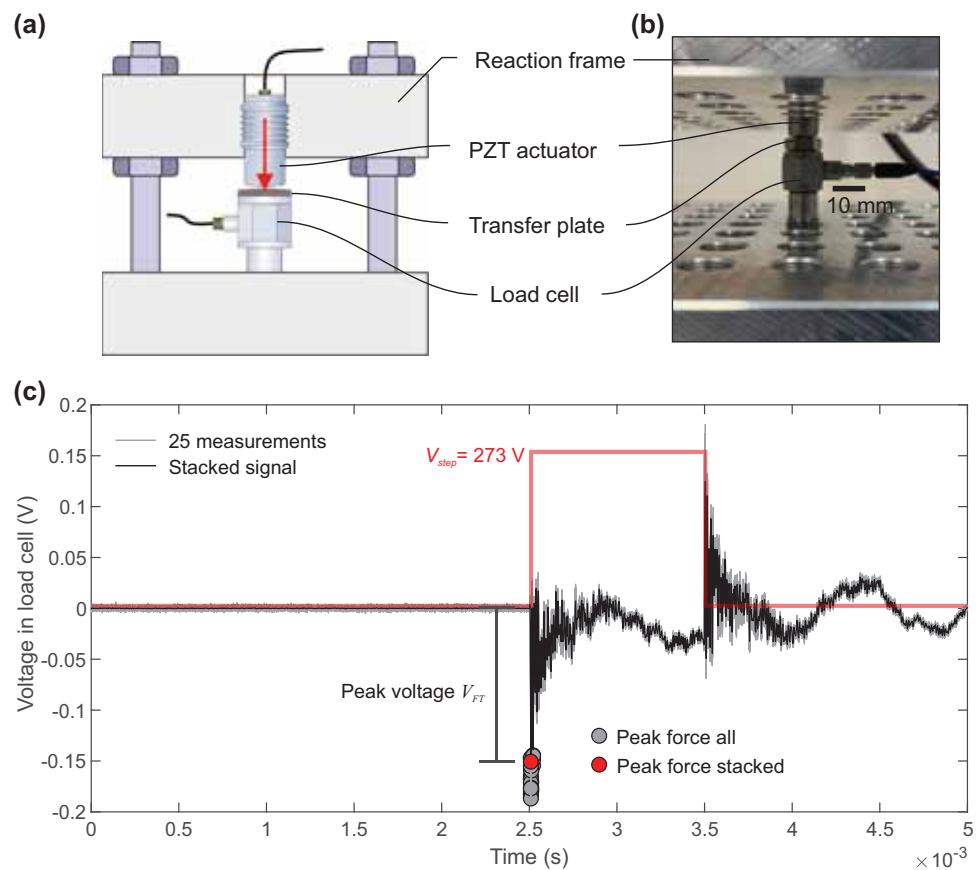 (a)
(b)
Reaction frame
PZT actuator
10 mm
Transfer plate
Load cell
(c)
0.2
0.15
0.1
0.05
0
-0.05
-0.1
-0.15
-0.2
Voltage in load cell (V)
25 measurements
Stacked signal
V_step = 273 V
Peak voltage V_FT
Peak force all
Peak force stacked
0 0.5 1 1.5 2 2.5 3 3.5 4 4.5 5
Time (s)
× 10⁻³